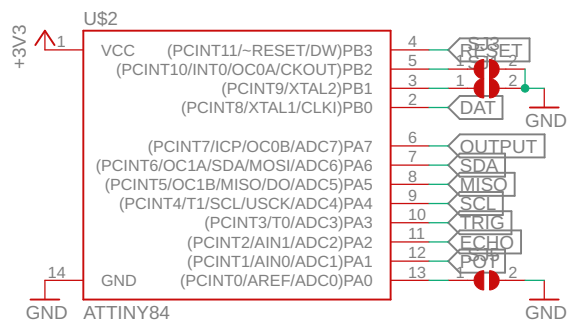 U$2
+3V3
1 VCC (PCINT11/~RESET/DW)PB3 4 RESET SJ3
(PCINT10/INT0/OC0A/CKOUT)PB2 5 1 2
(PCINT9/XTAL2)PB1 3 1 2
(PCINT8/XTAL1/CLKI)PB0 2 DAT
GND
(PCINT7/ICP/OC0B/ADC7)PA7 6 OUTPUT
(PCINT6/OC1A/SDA/MOSI/ADC6)PA6 7 SDA
(PCINT5/OC1B/MISO/DO/ADC5)PA5 8 MISO
(PCINT4/T1/SCL/USCK/ADC4)PA4 9 SCL
(PCINT3/T0/ADC3)PA3 10 TRIG
(PCINT2/AIN1/ADC2)PA2 11 ECHO
(PCINT1/AIN0/ADC1)PA1 12 POT
14 GND (PCINT0/AREF/ADC0)PA0 13 1 2
GND ATTINY84 GND